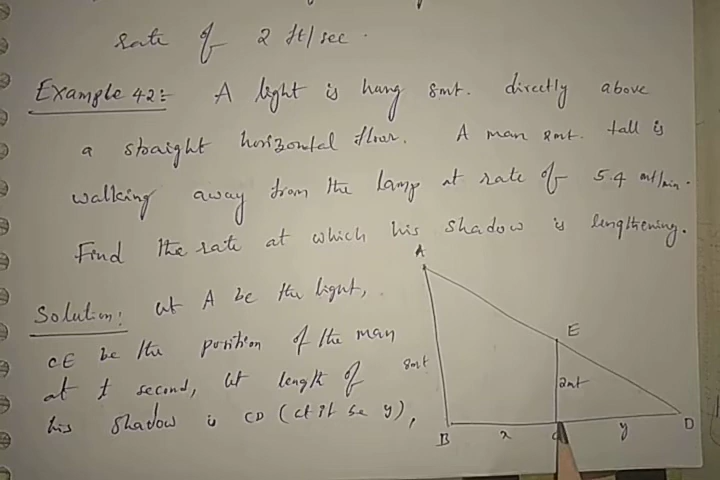 rate of 2 ft/sec.
Example 42:- A light is hang 8mt. directly above
a straight horizontal floor. A man 2mt. tall is
walking away from the lamp at rate of 5.4 mt/min.
Find the rate at which his shadow is lengthening.
Solution: let A be the light,
CE be the position of the man
at t second, let length of
his shadow is CD (let it be y),
A
E
8mt
2mt
B
x
C
y
D